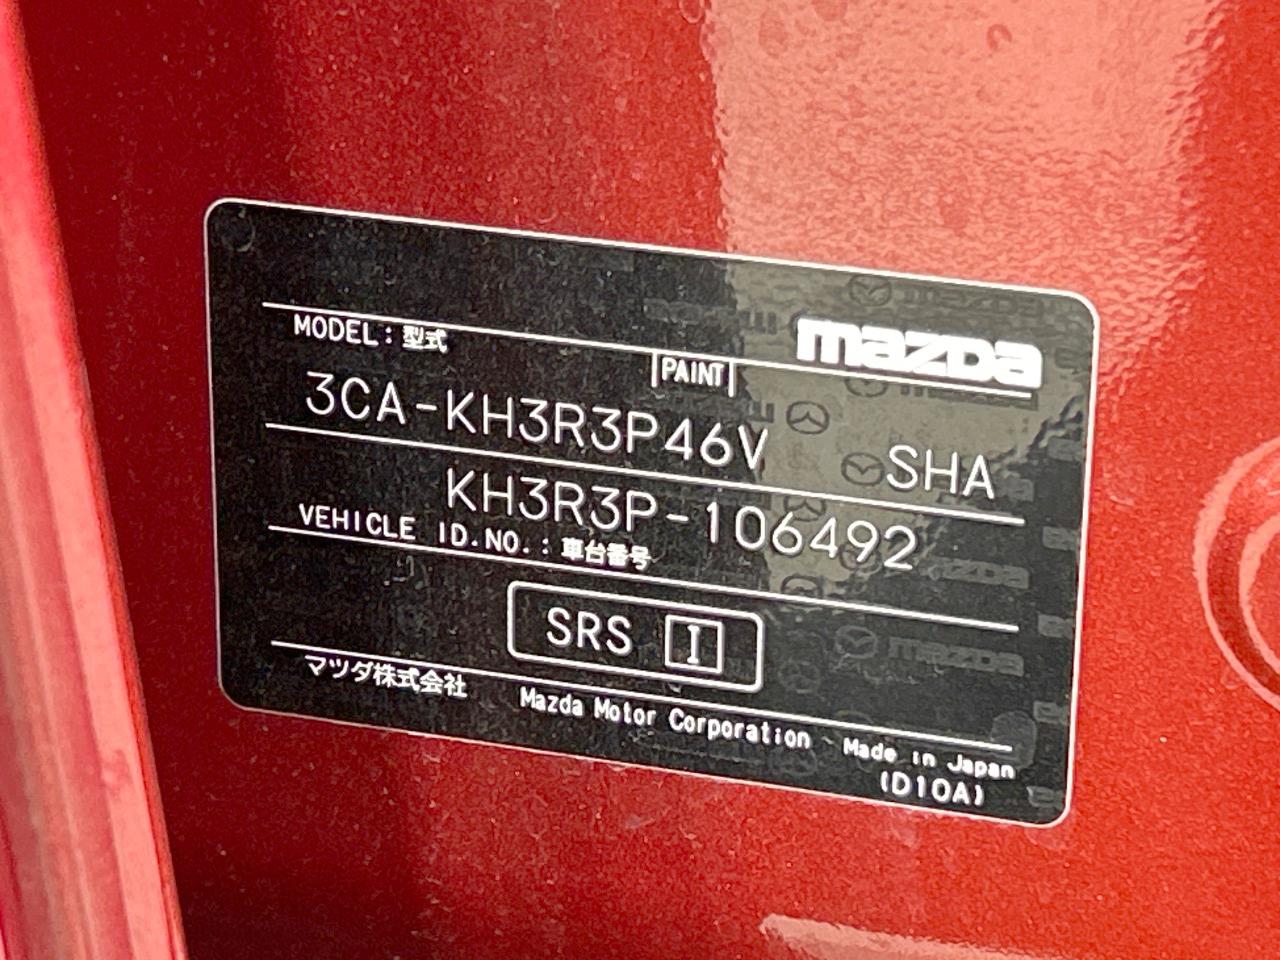 mazda
MODEL：型式
PAINT
3CA-KH3R3P46V SHA
KH3R3P-106492
VEHICLE ID.NO.：車台番号
SRS I
マツダ株式会社 Mazda Motor Corporation Made in Japan
(D10A)